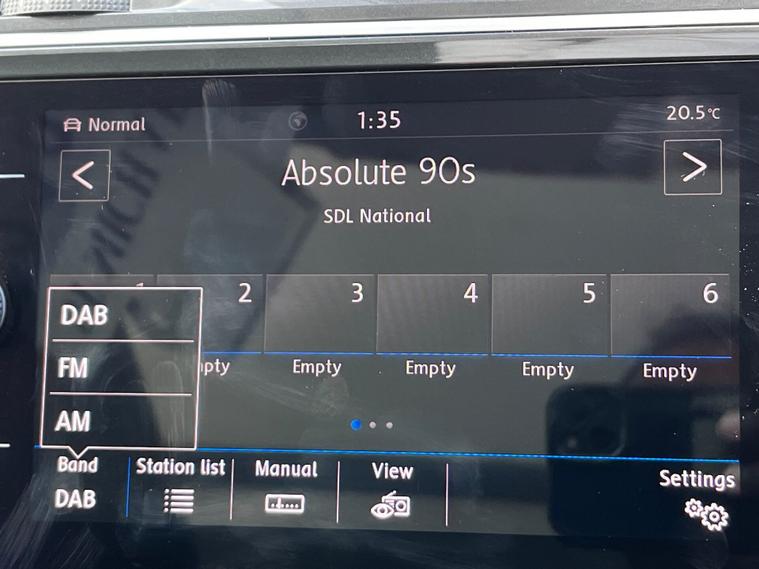 Normal
1:35
20.5°C
<
Absolute 90s
>
SDL National
2
3
4
5
6
DAB
FM
AM
Empty
Empty
Empty
Empty
Band
DAB
Station list
Manual
View
Settings